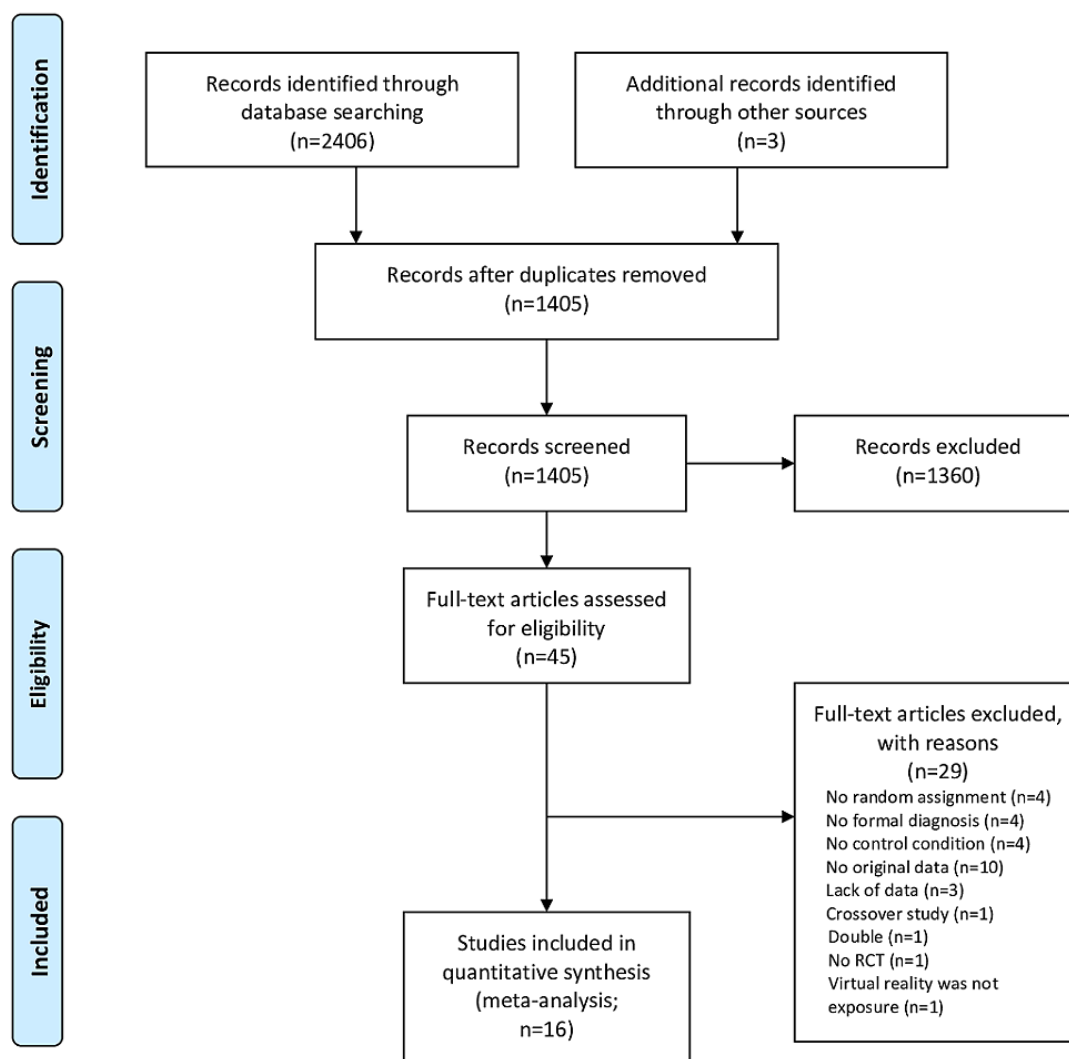 Identification
Records identified through
database searching
(n=2406)
Additional records identified
through other sources
(n=3)
Records after duplicates removed
(n=1405)
Screening
Records screened
(n=1405)
Records excluded
(n=1360)
Eligibility
Full-text articles assessed
for eligibility
(n=45)
Full-text articles excluded,
with reasons
(n=29)
No random assignment (n=4)
No formal diagnosis (n=4)
No control condition (n=4)
No original data (n=10)
Lack of data (n=3)
Crossover study (n=1)
Double (n=1)
No RCT (n=1)
Virtual reality was not
exposure (n=1)
Included
Studies included in
quantitative synthesis
(meta-analysis;
n=16)